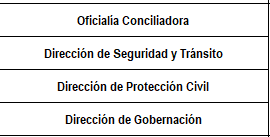 Oficialía Conciliadora
Dirección de Seguridad y Tránsito
Dirección de Protección Civil
Dirección de Gobernación